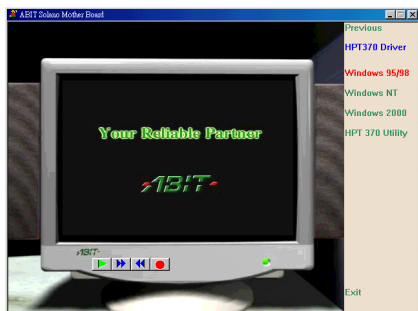 ABIT Solano Mother Board
Previous
HPT370 Driver
Windows 95/98
Windows NT
Windows 2000
HPT 370 Utility
Your Reliable Partner
ABIT
ABIT
Exit